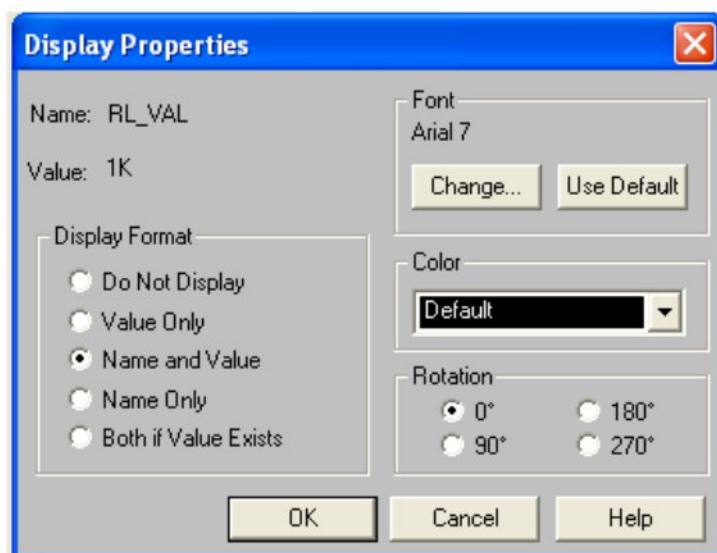 Display Properties
Name: RL_VAL
Value: 1K
Display Format
Do Not Display
Value Only
Name and Value
Name Only
Both if Value Exists
Font
Arial 7
Change... Use Default
Color
Default
Rotation
0° 180°
90° 270°
OK Cancel Help